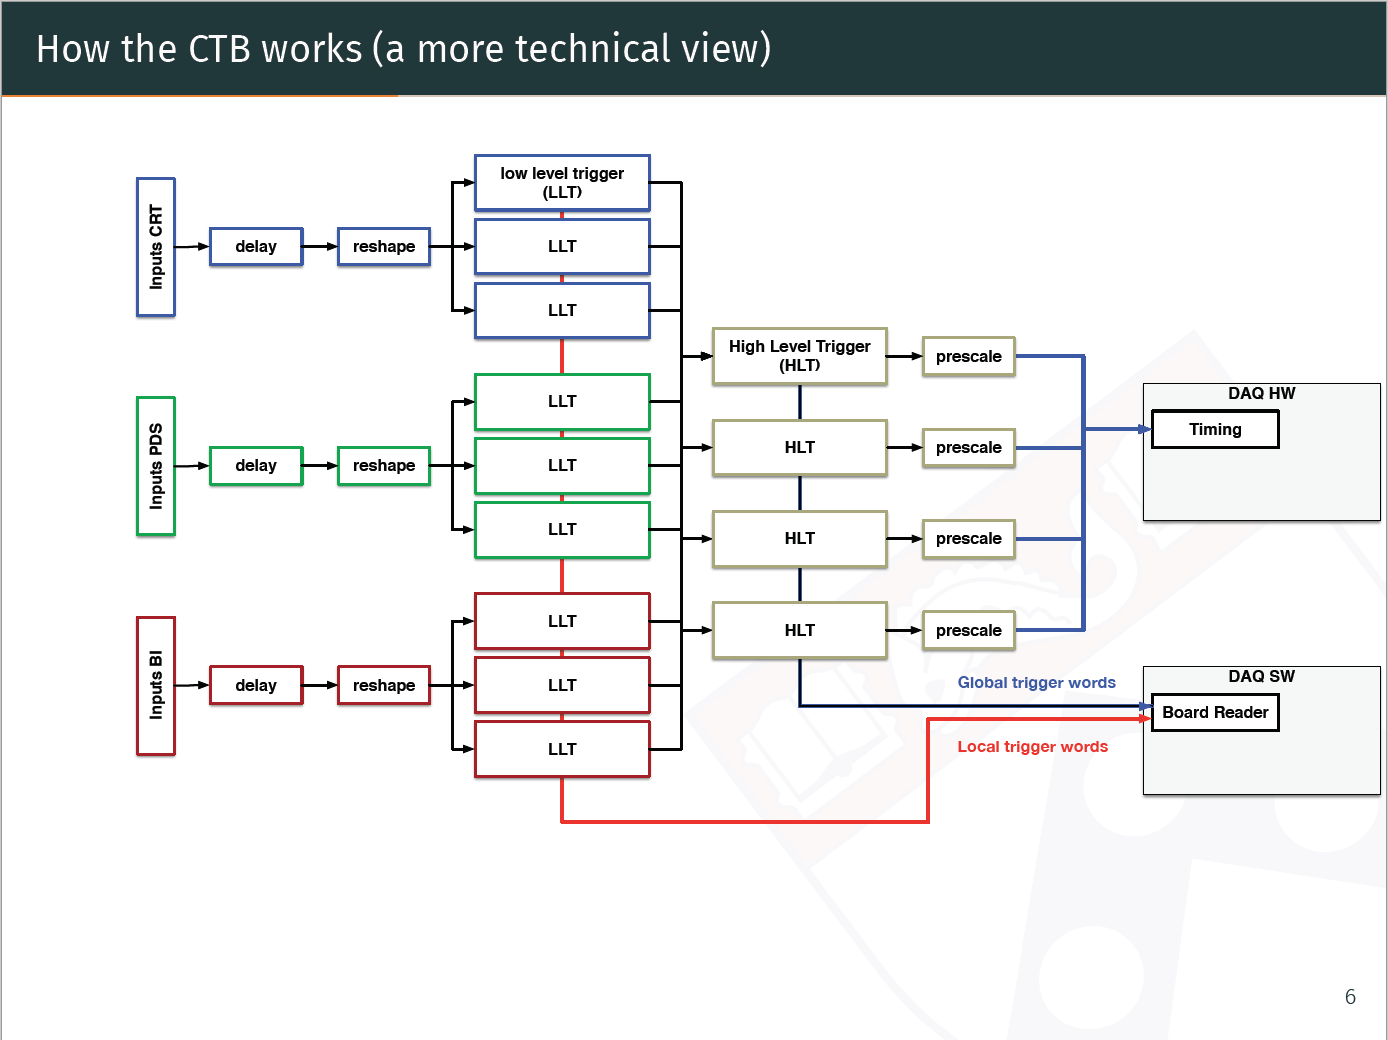 How the CTB works (a more technical view)
Inputs CRT
delay
reshape
low level trigger
(LLT)
LLT
LLT
Inputs PDS
delay
reshape
LLT
LLT
LLT
Inputs BI
delay
reshape
LLT
LLT
LLT
High Level Trigger
(HLT)
prescale
HLT
prescale
HLT
prescale
HLT
prescale
DAQ HW
Timing
DAQ SW
Board Reader
Global trigger words
Local trigger words
6